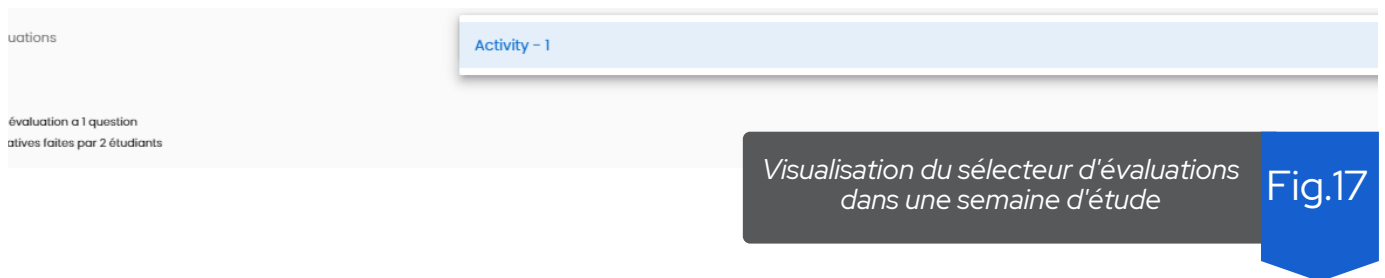 uations
Activity - 1
évaluation a 1 question
atives faites par 2 étudiants
Visualisation du sélecteur d'évaluations
dans une semaine d'étude
Fig.17